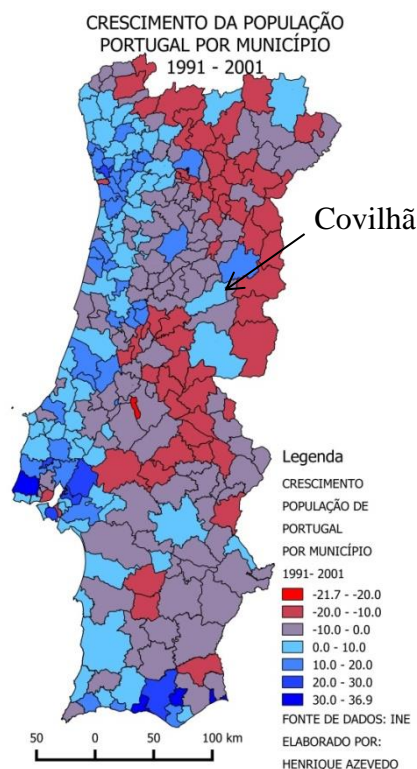 CRESCIMENTO DA POPULAÇÃO
PORTUGAL POR MUNICÍPIO
1991 - 2001
Covilhã
Legenda
CRESCIMENTO
POPULAÇÃO DE
PORTUGAL
POR MUNICÍPIO
1991- 2001
-21.7 - -20.0
-20.0 - -10.0
-10.0 - 0.0
0.0 - 10.0
10.0 - 20.0
20.0 - 30.0
30.0 - 36.9
FONTE DE DADOS: INE
ELABORADO POR:
HENRIQUE AZEVEDO
50 0 50 100 km